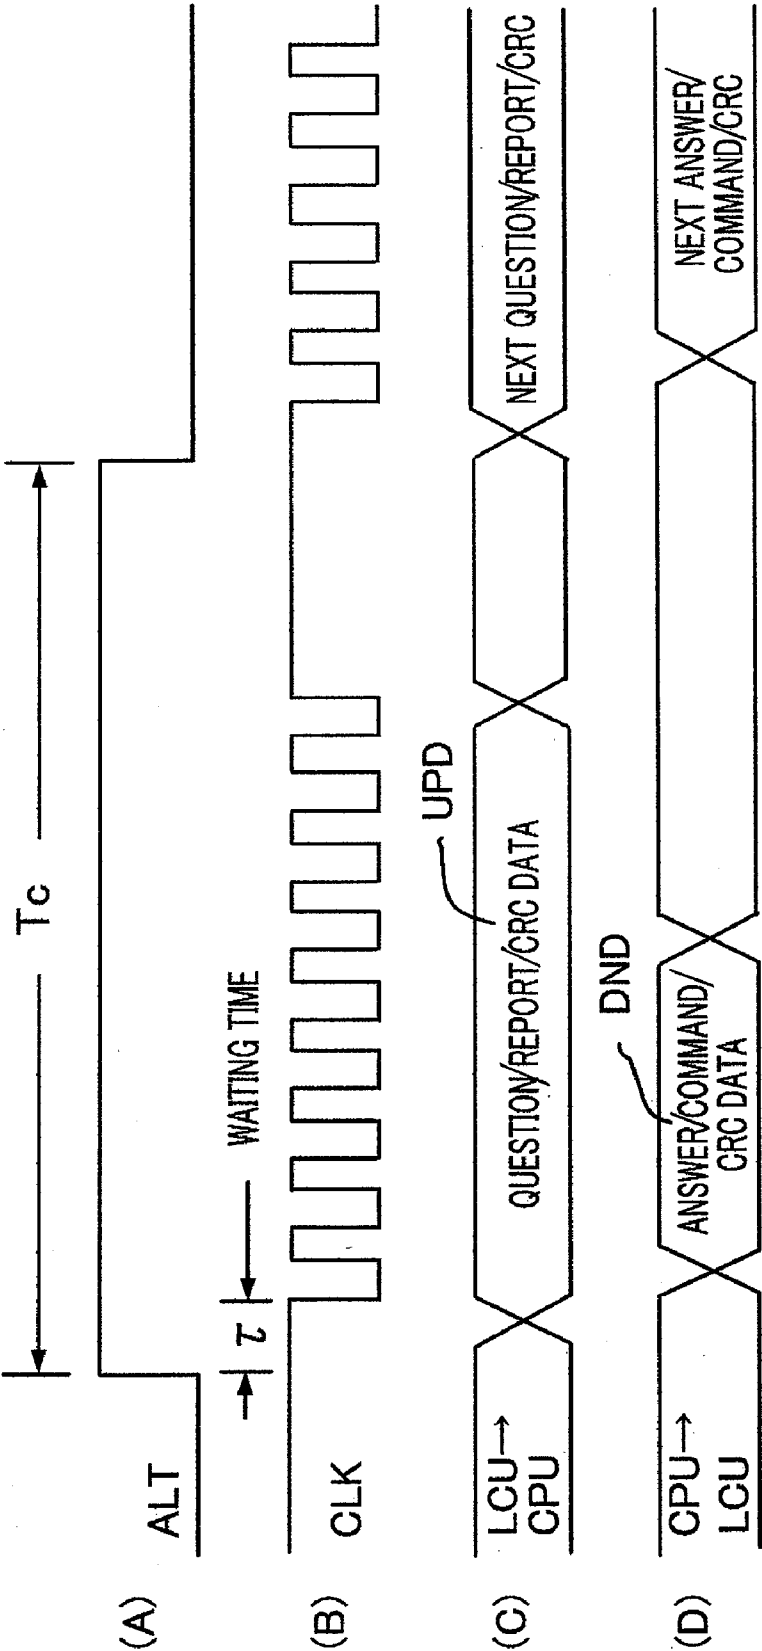 Tc
(A)
ALT
τ
WAITING TIME
(B)
CLK
UPD
(C)
LCU→
CPU
QUESTION/REPORT/CRC DATA
NEXT QUESTION/REPORT/CRC
DND
(D)
CPU→
LCU
ANSWER/COMMAND/
CRC DATA
NEXT ANSWER/
COMMAND/CRC